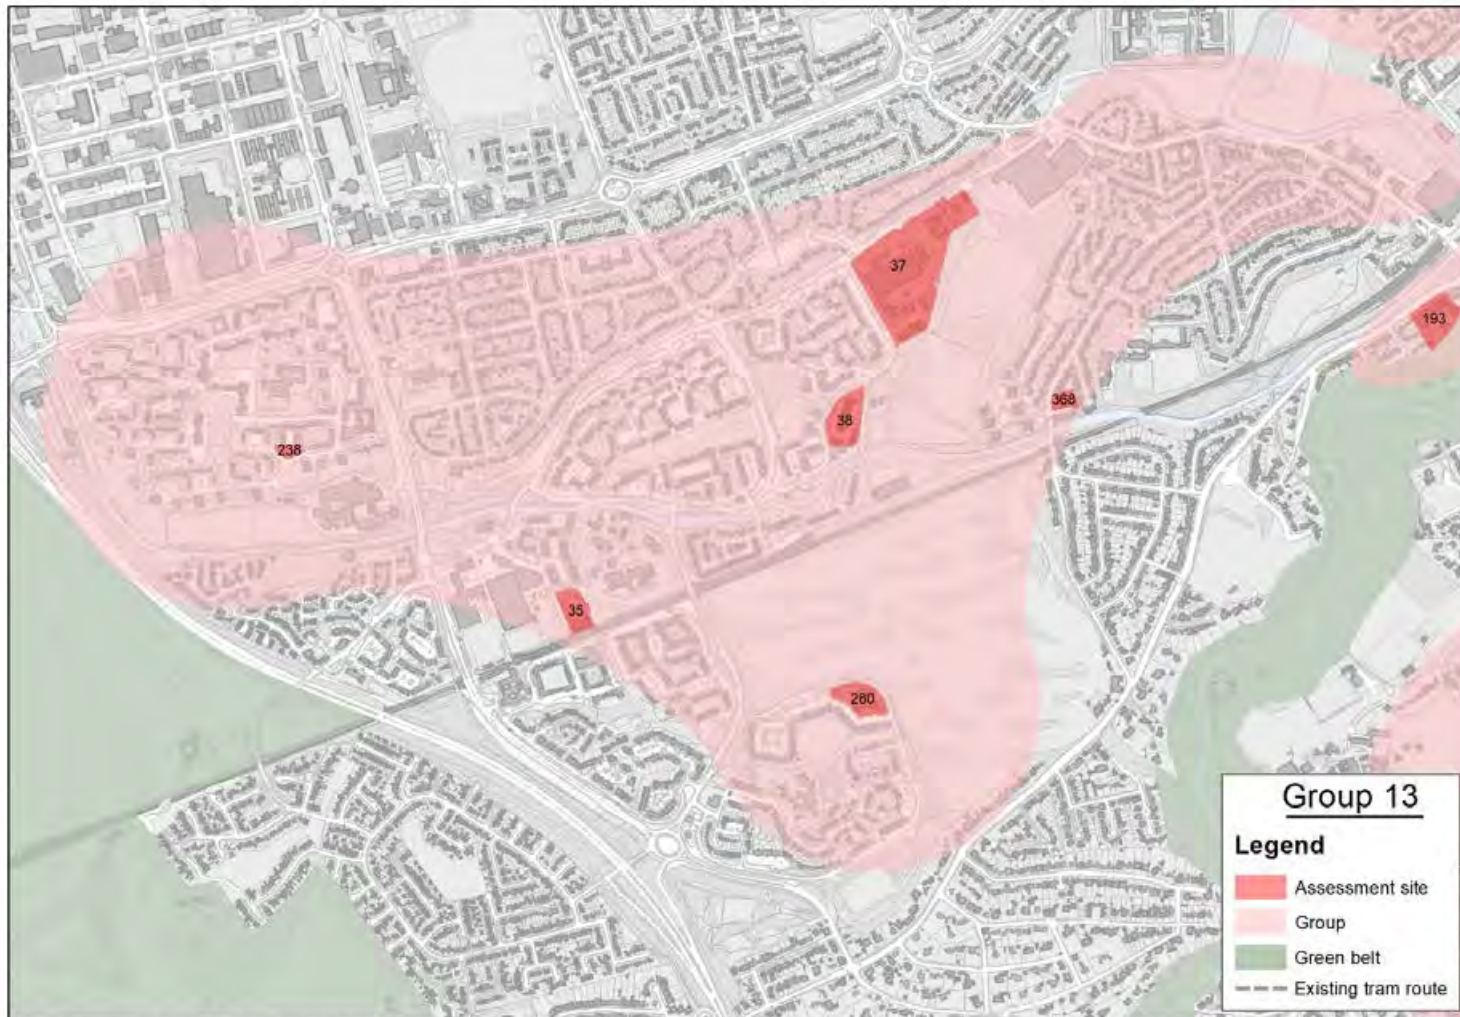 37
193
368
38
238
35
280
Group 13
Legend
Assessment site
Group
Green belt
Existing tram route